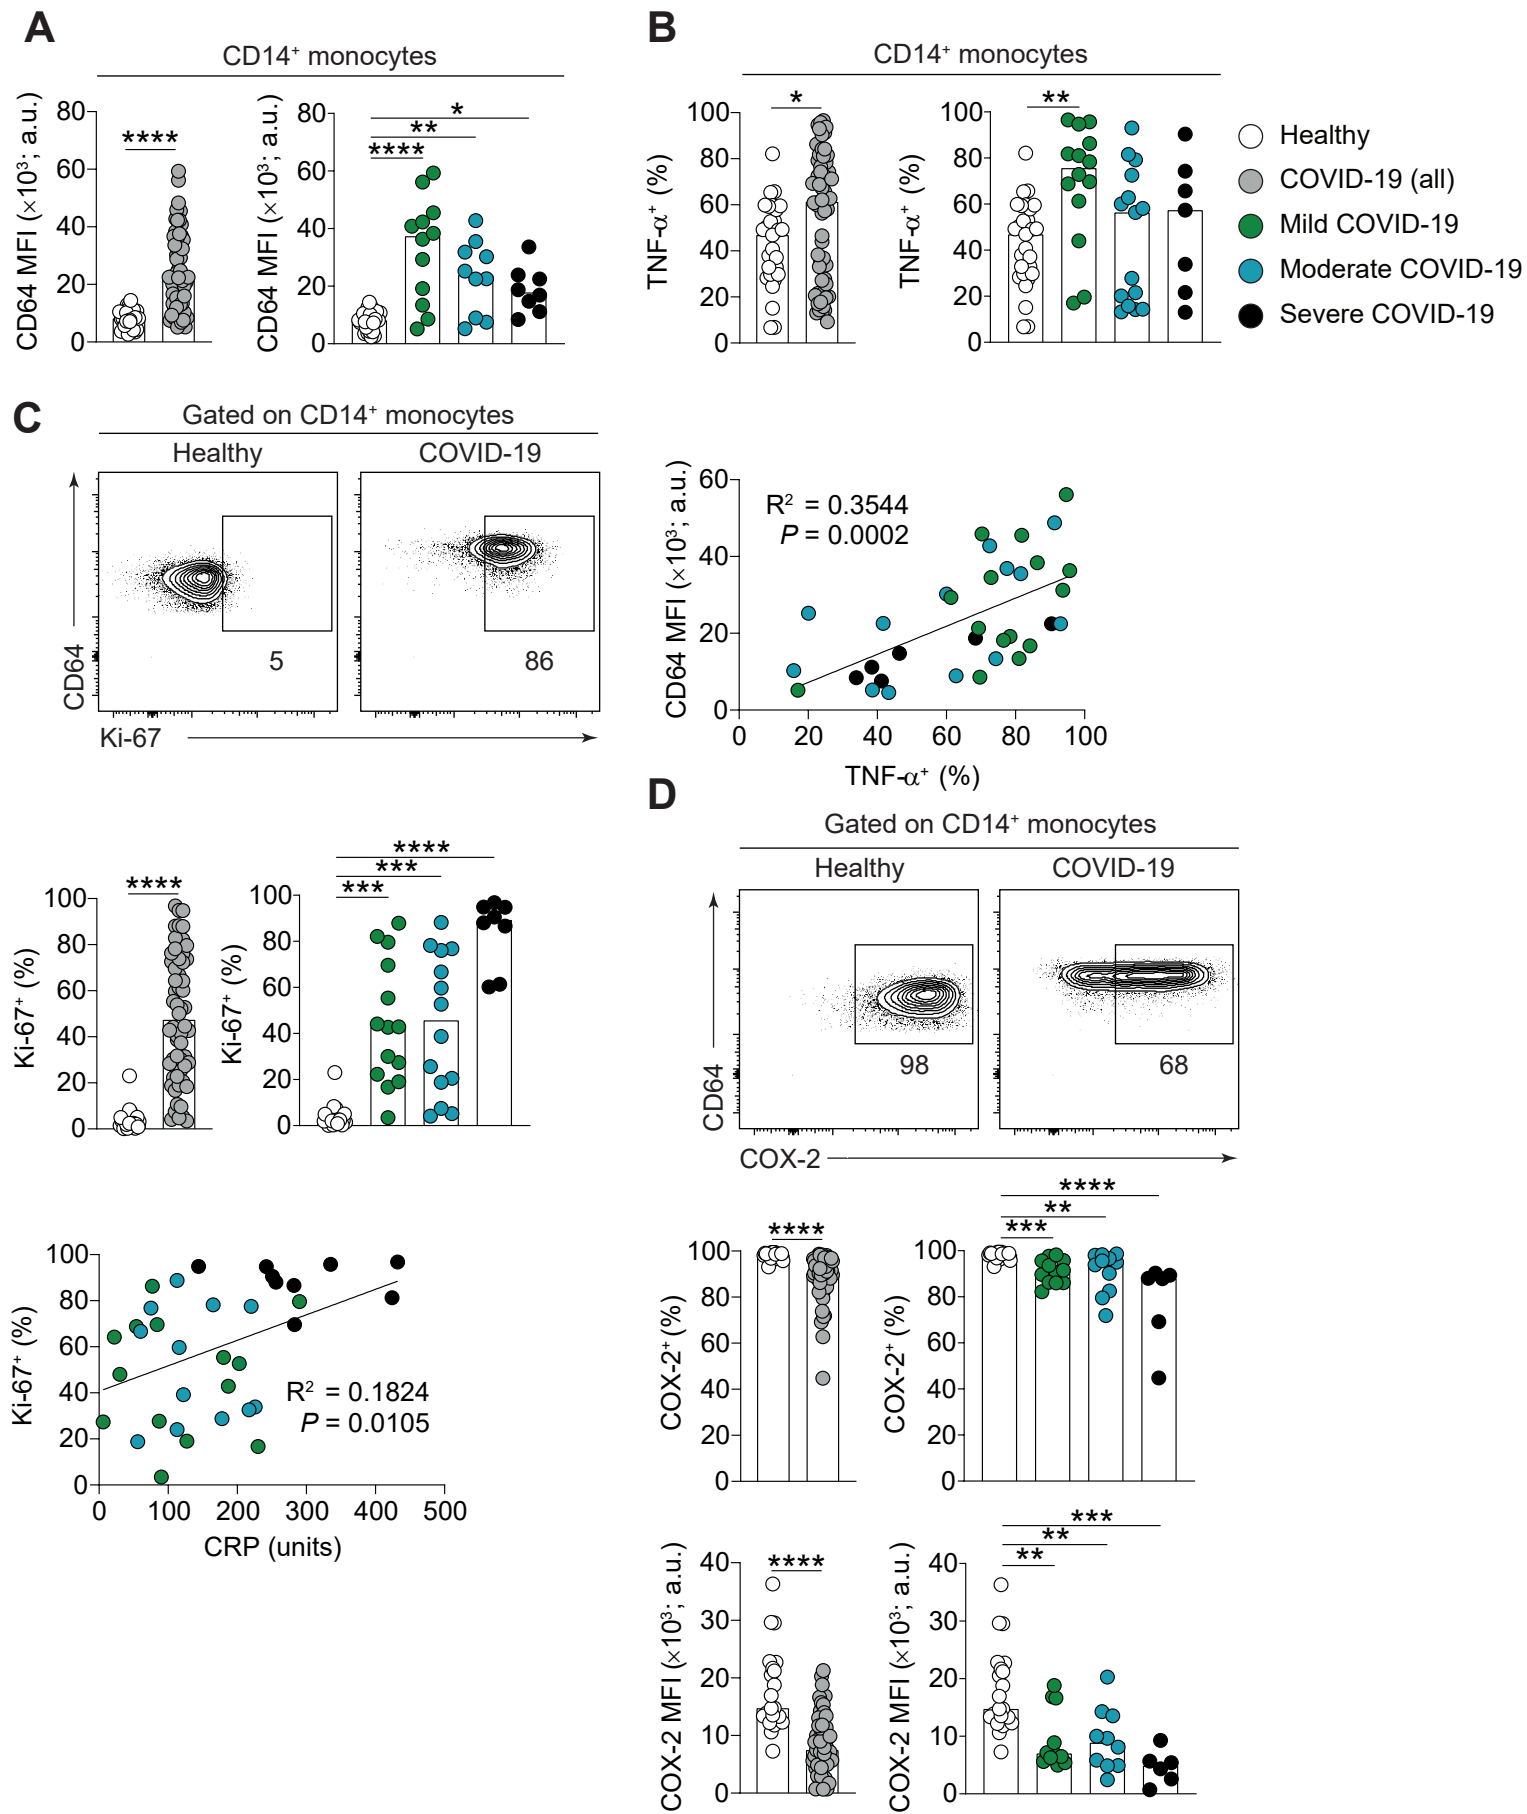 A
CD14⁺ monocytes
CD64 MFI (×10³; a.u.)
80
60
40
20
0
****
CD64 MFI (×10³; a.u.)
80
60
40
20
0
*
**
****
B
CD14⁺ monocytes
TNF-α⁺ (%)
100
80
60
40
20
0
*
TNF-α⁺ (%)
100
80
60
40
20
0
**
Healthy
COVID-19 (all)
Mild COVID-19
Moderate COVID-19
Severe COVID-19
C
Gated on CD14⁺ monocytes
Healthy
COVID-19
5
86
CD64
Ki-67
CD64 MFI (×10³; a.u.)
60
40
20
0
R² = 0.3544
P = 0.0002
0 20 40 60 80 100
TNF-α⁺ (%)
Ki-67⁺ (%)
100
80
60
40
20
0
****
Ki-67⁺ (%)
100
80
60
40
20
0
****
***
***
Ki-67⁺ (%)
100
80
60
40
20
0
R² = 0.1824
P = 0.0105
0 100 200 300 400 500
CRP (units)
D
Gated on CD14⁺ monocytes
Healthy
COVID-19
98
68
CD64
COX-2
COX-2⁺ (%)
100
80
60
40
20
0
****
COX-2⁺ (%)
100
80
60
40
20
0
****
**
***
COX-2 MFI (×10³; a.u.)
40
30
20
10
0
****
COX-2 MFI (×10³; a.u.)
40
30
20
10
0
***
**
**